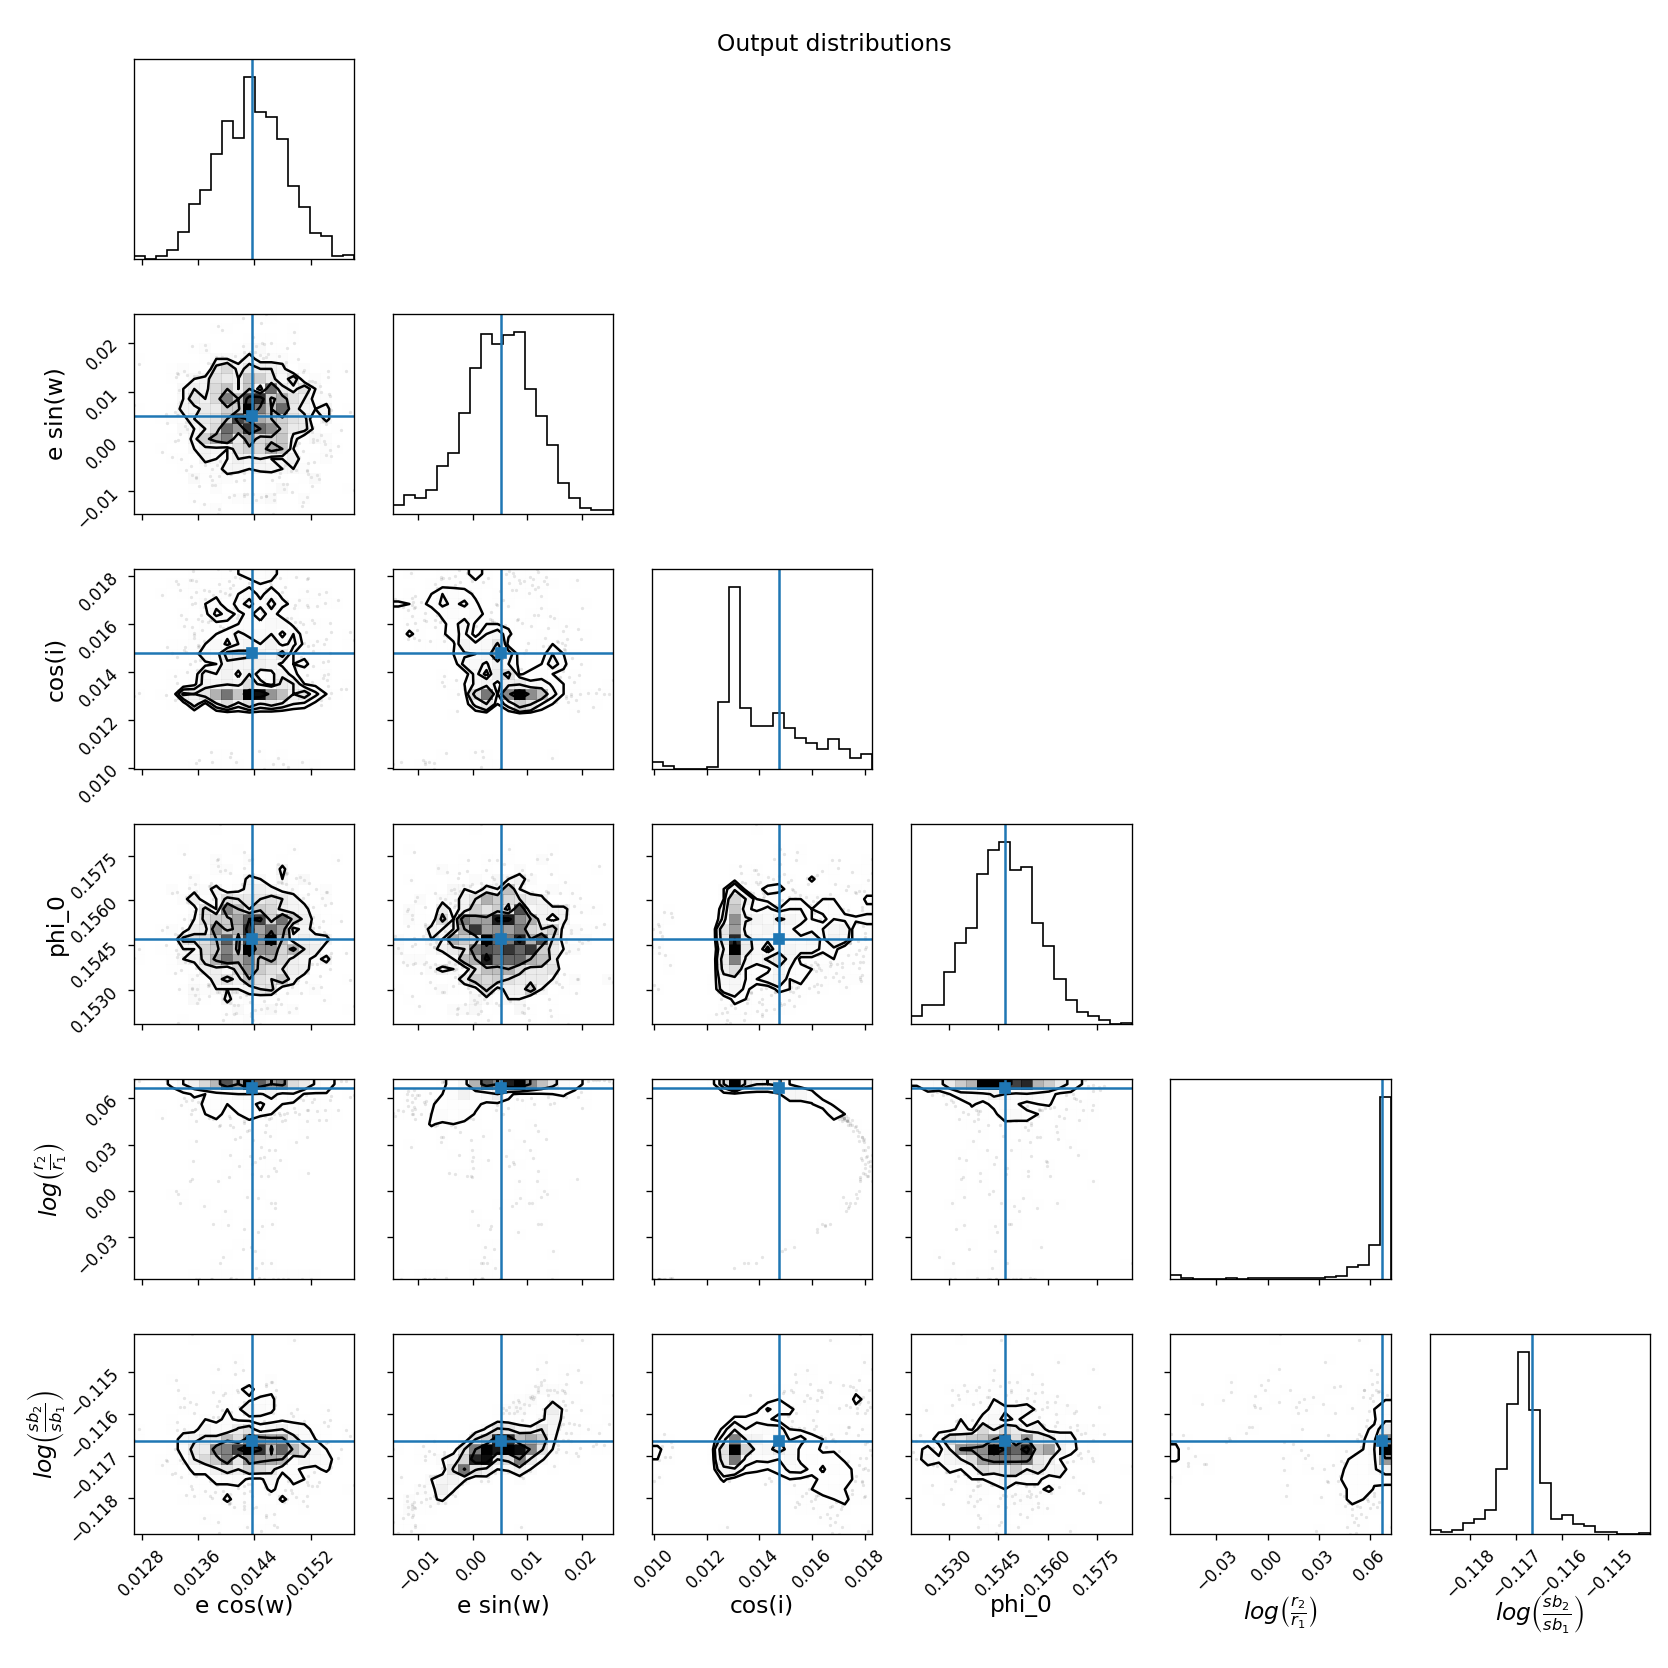 Output distributions
e sin(w)
0.02
0.01
0.00
−0.01
cos(i)
0.018
0.016
0.014
0.012
0.010
phi_0
0.1575
0.1560
0.1545
0.1530
log(r₂/r₁)
0.06
0.03
0.00
−0.03
log(sb₂/sb₁)
−0.115
−0.116
−0.117
−0.118
0.0128 0.0136 0.0144 0.0152
−0.01 0.00 0.01 0.02
0.010 0.012 0.014 0.016 0.018
0.1530 0.1545 0.1560 0.1575
−0.03 0.00 0.03 0.06
−0.118 −0.117 −0.116 −0.115
e cos(w) e sin(w) cos(i) phi_0 log(r₂/r₁) log(sb₂/sb₁)